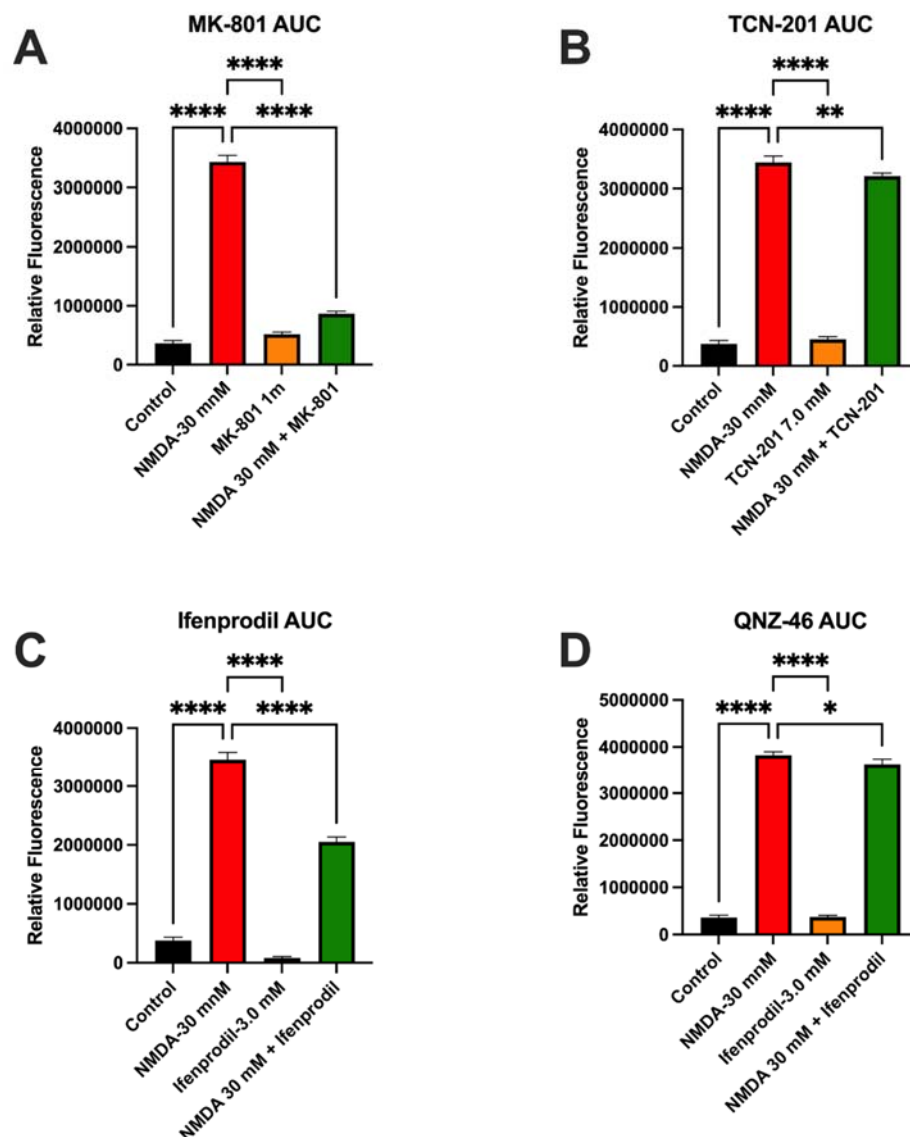 A
MK-801 AUC
****
**** ****
Relative Fluorescence
4000000
3000000
2000000
1000000
0
Control
NMDA-30 mnM
MK-801 1m
NMDA 30 mM + MK-801
B
TCN-201 AUC
****
**** **
Relative Fluorescence
4000000
3000000
2000000
1000000
0
Control
NMDA-30 mnM
TCN-201 7.0 mM
NMDA 30 mM + TCN-201
C
Ifenprodil AUC
****
**** ****
Relative Fluorescence
4000000
3000000
2000000
1000000
0
Control
NMDA-30 mnM
Ifenprodil-3.0 mM
NMDA 30 mM + Ifenprodil
D
QNZ-46 AUC
****
**** *
Relative Fluorescence
5000000
4000000
3000000
2000000
1000000
0
Control
NMDA-30 mnM
Ifenprodil-3.0 mM
NMDA 30 mM + Ifenprodil